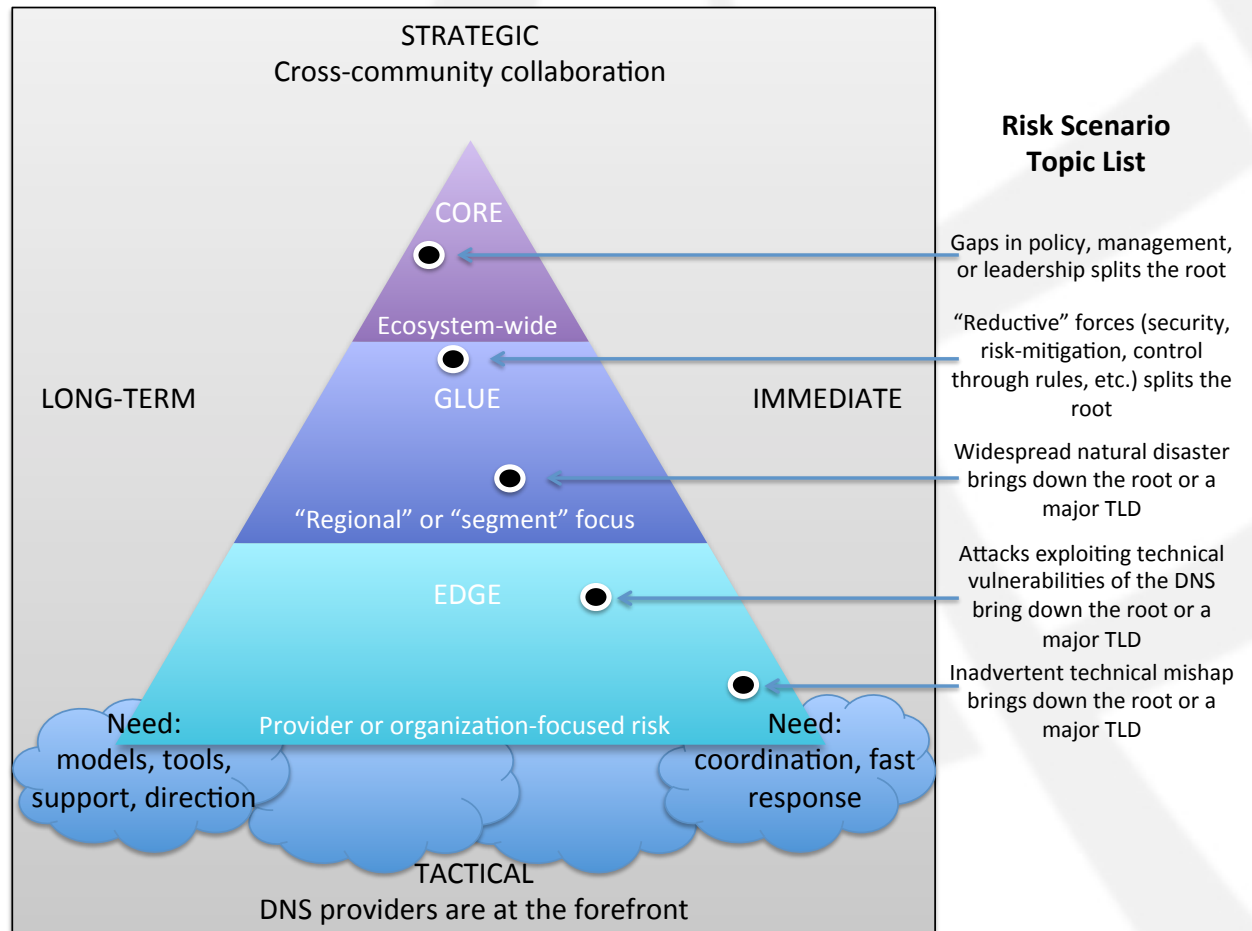 STRATEGIC
Cross-community collaboration
Risk Scenario
Topic List
CORE
Ecosystem-wide
Gaps in policy, management,
or leadership splits the root
“Reductive” forces (security,
risk-mitigation, control
through rules, etc.) splits the
root
LONG-TERM
GLUE
IMMEDIATE
“Regional” or “segment” focus
Widespread natural disaster
brings down the root or a
major TLD
EDGE
Attacks exploiting technical
vulnerabilities of the DNS
bring down the root or a
major TLD
Inadvertent technical mishap
brings down the root or a
major TLD
Need:
models, tools,
support, direction
Provider or organization-focused risk
Need:
coordination, fast
response
TACTICAL
DNS providers are at the forefront